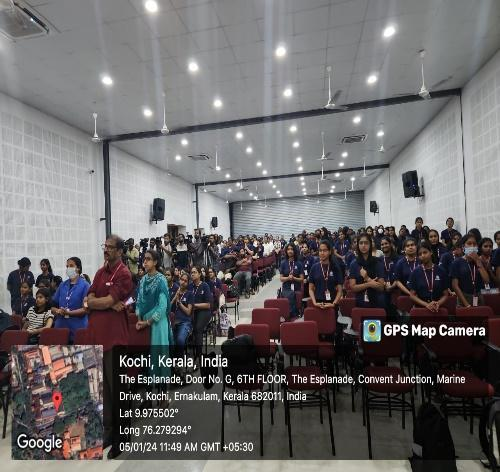 GPS Map Camera
Kochi, Kerala, India
The Esplanade, Door No. G, 6TH FLOOR, The Esplanade, Convent Junction, Marine
Drive, Kochi, Ernakulam, Kerala 682011, India
Lat 9.975502°
Long 76.279294°
05/01/24 11:49 AM GMT +05:30
Google